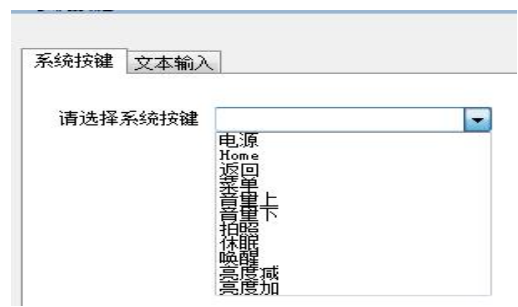 系统按键 文本输入
请选择系统按键
电源
Home
返回
菜单
音量上
音量下
拍照
休眠
唤醒
亮度减
亮度加